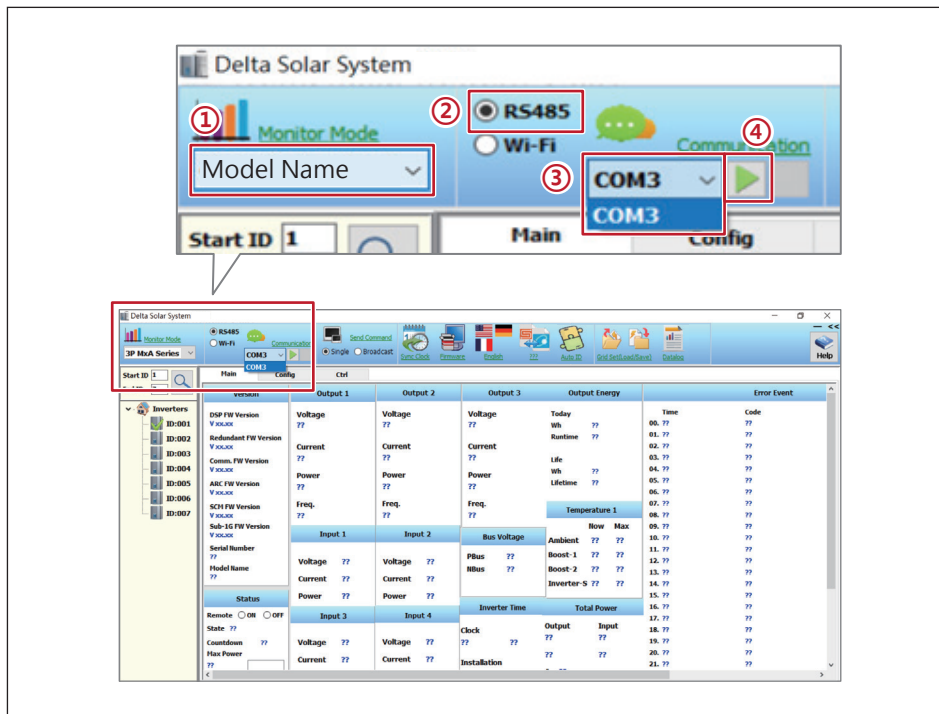 Delta Solar System
①
Monitor Mode
Model Name
②
RS485
Wi-Fi
③
COM3
COM3
④
Communication
Start ID 1
Main
Config
Delta Solar System
Monitor Mode
3P MxA Series
RS485
Wi-Fi
Communication
COM3
COM3
Send Command
Single
Broadcast
Sync Clock
Firmware
English
???
Auto ID
Grid Set(Load/Save)
Datalog
<<
Help
Start ID 1
Main
Config
Ctrl
Inverters
ID:001
ID:002
ID:003
ID:004
ID:005
ID:006
ID:007
Version
DSP FW Version
V xx.xx
Redundant FW Version
V xx.xx
Comm. FW Version
V xx.xx
ARC FW Version
V xx.xx
SCM FW Version
V xx.xx
Sub-1G FW Version
V xx.xx
Serial Number
??
Model Name
??
Status
Remote ON OFF
State ??
Countdown ??
Max Power
??
Output 1
Voltage
??
Current
??
Power
??
Freq.
??
Output 2
Voltage
??
Current
??
Power
??
Freq.
??
Output 3
Voltage
??
Current
??
Power
??
Freq.
??
Input 1
Voltage ??
Current ??
Power ??
Input 2
Voltage ??
Current ??
Power ??
Input 3
Voltage ??
Current ??
Input 4
Voltage ??
Current ??
Bus Voltage
PBus ??
NBus ??
Inverter Time
Clock
?? ??
Installation
Output Energy
Today
Wh ??
Runtime ??
Life
Wh ??
Lifetime ??
Temperature 1
Now Max
Ambient ?? ??
Boost-1 ?? ??
Boost-2 ?? ??
Inverter-S ?? ??
Total Power
Output Input
?? ??
?? ??
Error Event
Time Code
00. ?? ??
01. ?? ??
02. ?? ??
03. ?? ??
04. ?? ??
05. ?? ??
06. ?? ??
07. ?? ??
08. ?? ??
09. ?? ??
10. ?? ??
11. ?? ??
12. ?? ??
13. ?? ??
14. ?? ??
15. ?? ??
16. ?? ??
17. ?? ??
18. ?? ??
19. ?? ??
20. ?? ??
21. ?? ??